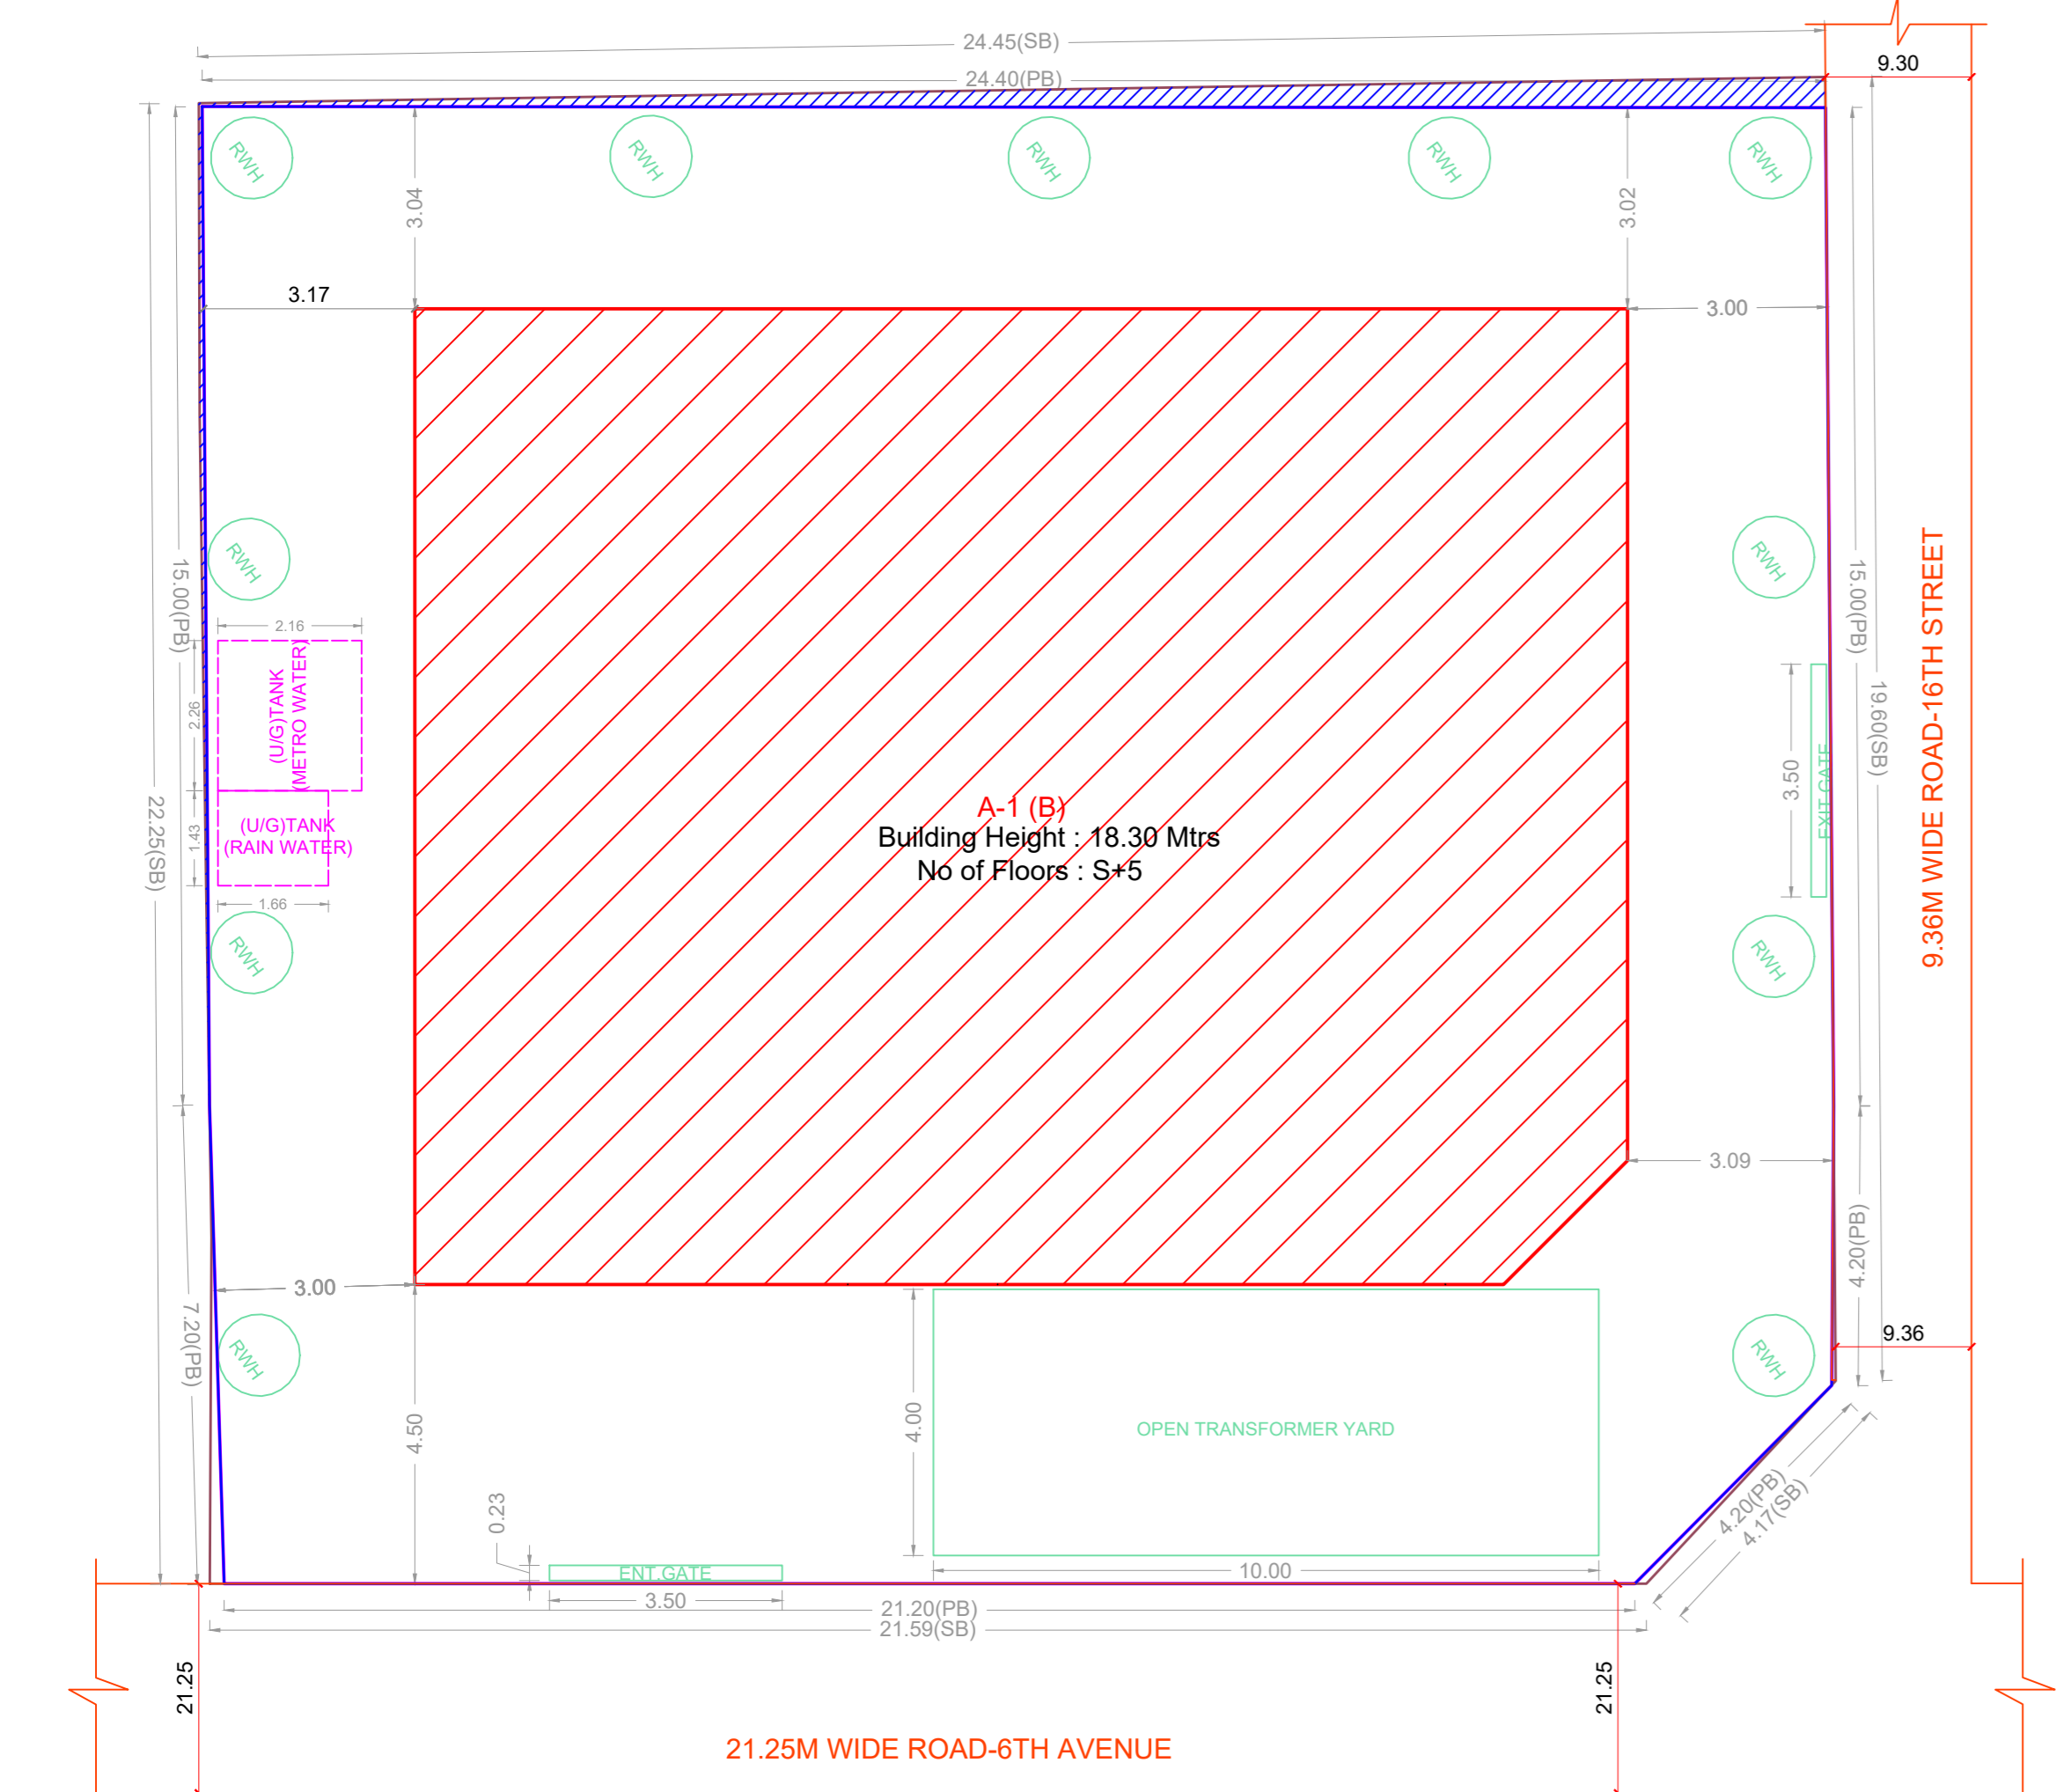 24.45(SB)
24.40(PB)
9.30
RWH
RWH
RWH
RWH
RWH
3.04
3.02
3.17
3.00
RWH
RWH
15.00(PB)
15.00(PB)
2.16
2.26
(U/G)TANK
(METRO WATER)
19.60(SB)
9.36M WIDE ROAD-16TH STREET
3.50
EXIT GATE
22.25(SB)
1.43
(U/G)TANK
(RAIN WATER)
1.66
A-1 (B)
Building Height : 18.30 Mtrs
No of Floors : S+5
RWH
RWH
3.09
4.20(PB)
3.00
7.20(PB)
RWH
RWH
9.36
4.50
4.00
OPEN TRANSFORMER YARD
4.20(PB)
4.17(SB)
0.23
ENT.GATE
3.50
10.00
21.20(PB)
21.59(SB)
21.25
21.25
21.25M WIDE ROAD-6TH AVENUE